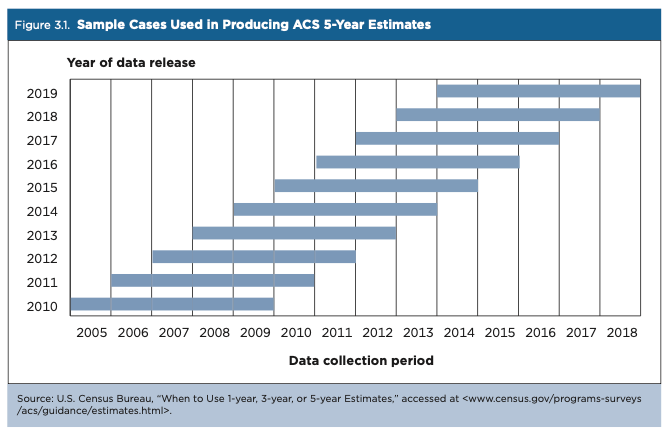 Figure 3.1. Sample Cases Used in Producing ACS 5-Year Estimates
Year of data release
2019
2018
2017
2016
2015
2014
2013
2012
2011
2010
2005 2006 2007 2008 2009 2010 2011 2012 2013 2014 2015 2016 2017 2018
Data collection period
Source: U.S. Census Bureau, “When to Use 1-year, 3-year, or 5-year Estimates,” accessed at <www.census.gov/programs-surveys
/acs/guidance/estimates.html>.